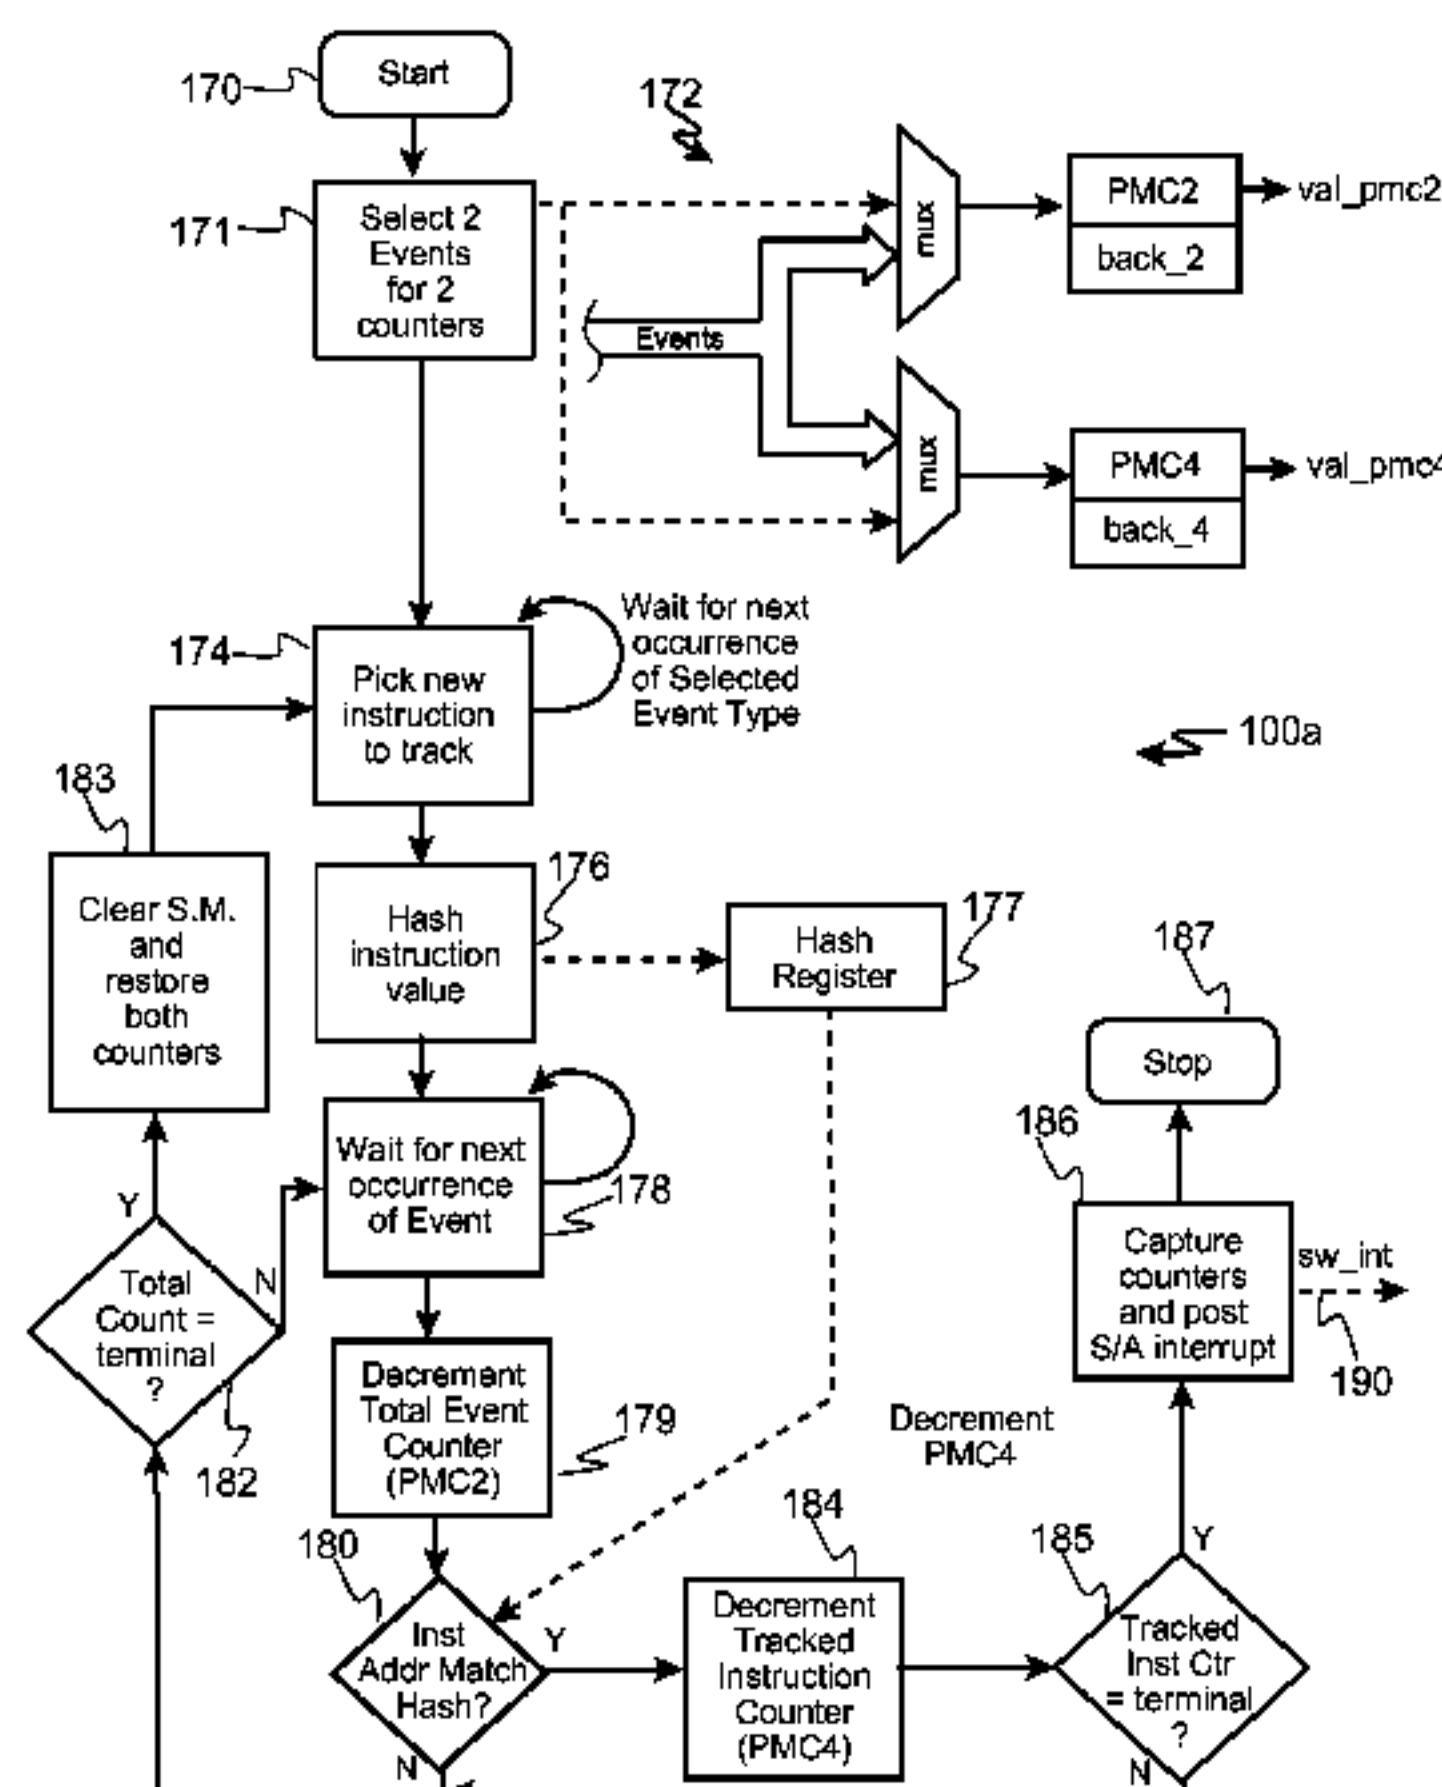 170
Start
172
171
Select 2
Events
for 2
counters
mux
PMC2
back_2
val_pmc2
Events
mux
PMC4
back_4
val_pmc4
174
Pick new
instruction
to track
Wait for next
occurrence
of Selected
Event Type
100a
183
Clear S.M.
and
restore
both
counters
176
Hash
instruction
value
177
Hash
Register
187
Stop
Wait for next
occurrence
of Event
178
186
Capture
counters
and post
S/A interrupt
sw_int
190
Y
Total
Count =
terminal
?
N
182
Decrement
Total Event
Counter
(PMC2)
179
Decrement
PMC4
180
Inst
Addr Match
Hash?
Y
N
184
Decrement
Tracked
Instruction
Counter
(PMC4)
185
Y
Tracked
Inst Ctr
= terminal
?
N